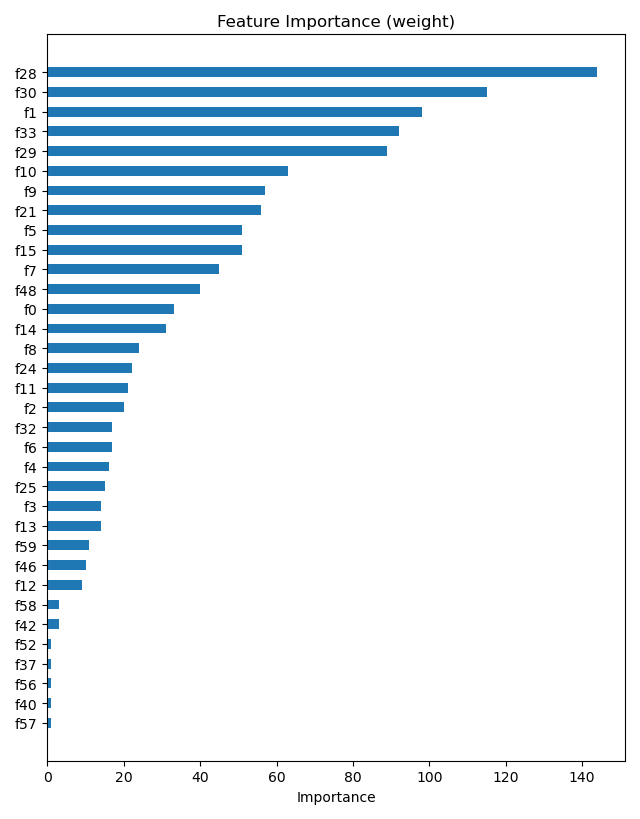 Feature Importance (weight)
f28
f30
f1
f33
f29
f10
f9
f21
f5
f15
f7
f48
f0
f14
f8
f24
f11
f2
f32
f6
f4
f25
f3
f13
f59
f46
f12
f58
f42
f52
f37
f56
f40
f57
0 20 40 60 80 100 120 140
Importance